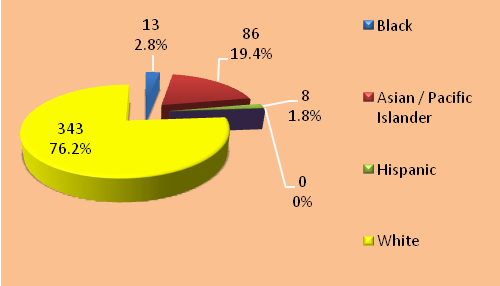 13
2.8%
86
19.4%
8
1.8%
0
0%
343
76.2%
Black
Asian / Pacific
Islander
Hispanic
White